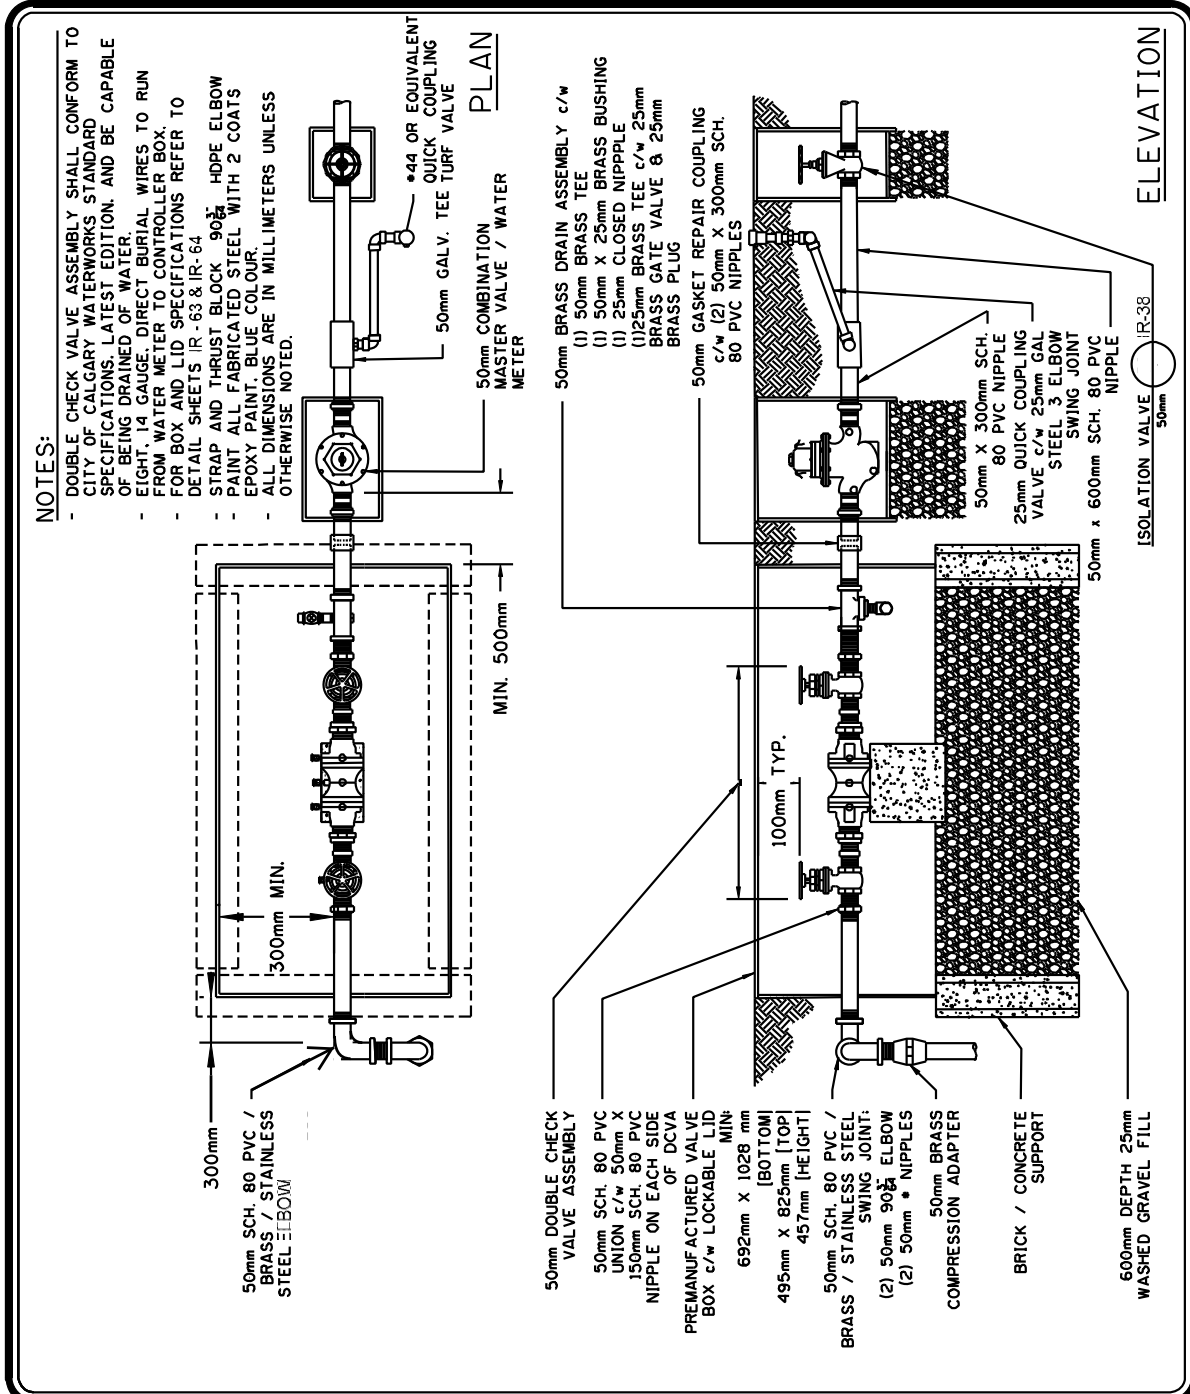 NOTES:
- DOUBLE CHECK VALVE ASSEMBLY SHALL CONFORM TO
CITY OF CALGARY WATERWORKS STANDARD
SPECIFICATIONS, LATEST EDITION, AND BE CAPABLE
OF BEING DRAINED OF WATER.
- EIGHT, 14 GAUGE, DIRECT BURIAL WIRES TO RUN
FROM WATER METER TO CONTROLLER BOX.
- FOR BOX AND LID SPECIFICATIONS REFER TO
DETAIL SHEETS IR-63 & IR-64
- STRAP AND THRUST BLOCK 90 HDPE ELBOW
- PAINT ALL FABRICATED STEEL WITH 2 COATS
EPOXY PAINT, BLUE COLOUR.
- ALL DIMENSIONS ARE IN MILLIMETERS UNLESS
OTHERWISE NOTED.
300mm
50mm SCH. 80 PVC /
BRASS / STAINLESS
STEEL ELBOW
300mm MIN.
MIN. 500mm
50mm COMBINATION
MASTER VALVE / WATER
METER
50mm GALV. TEE
#44 OR EQUIVALENT
QUICK COUPLING
TURF VALVE
PLAN
50mm BRASS DRAIN ASSEMBLY c/w
(1) 50mm BRASS TEE
(1) 50mm X 25mm BRASS BUSHING
(1) 25mm CLOSED NIPPPLE
(1)25mm BRASS TEE c/w 25mm
BRASS GATE VALVE & 25mm
BRASS PLUG
50mm GASKET REPAIR COUPLING
c/w (2) 50mm X 300mm SCH.
80 PVC NIPPLES
100mm TYP.
50mm DOUBLE CHECK
VALVE ASSEMBLY
50mm SCH. 80 PVC
UNION c/w 50mm X
150mm SCH. 80 PVC
NIPPLE ON EACH SIDE
OF DCVA
PREMANUFACTURED VALVE
BOX c/w LOCKABLE LID
MIN:
692mm X 1028 mm
[BOTTOM]
495mm X 825mm [TOP]
457mm [HEIGHT]
50mm SCH. 80 PVC /
BRASS / STAINLESS STEEL
SWING JOINT:
(2) 50mm 90 ELBOW
(2) 50mm * NIPPLES
50mm BRASS
COMPRESSION ADAPTER
BRICK / CONCRETE
SUPPORT
600mm DEPTH 25mm
WASHED GRAVEL FILL
50mm X 300mm SCH.
80 PVC NIPPLE
25mm QUICK COUPLING
VALVE c/w 25mm GAL
STEEL 3 ELBOW
SWING JOINT
50mm x 600mm SCH. 80 PVC
NIPPLE
ISOLATION VALVE IR-38
50mm
ELEVATION